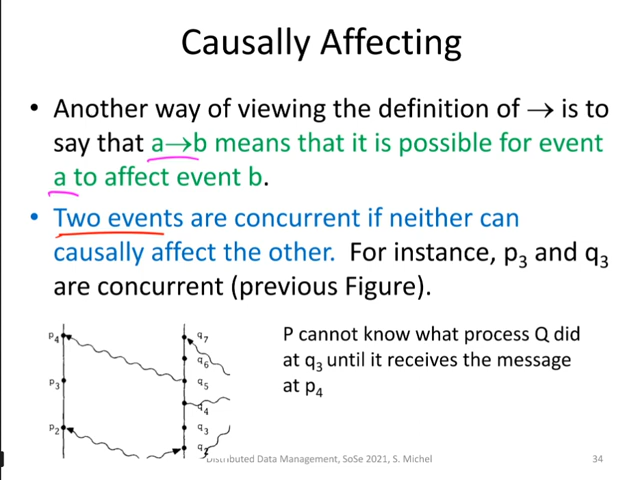 Causally Affecting
• Another way of viewing the definition of → is to
say that a→b means that it is possible for event
a to affect event b.
• Two events are concurrent if neither can
causally affect the other. For instance, p₃ and q₃
are concurrent (previous Figure).
P cannot know what process Q did
at q₃ until it receives the message
at p₄
p₄
p₃
p₂
q₇
q₆
q₅
q₄
q₃
Distributed Data Management, SoSe 2021, S. Michel
34